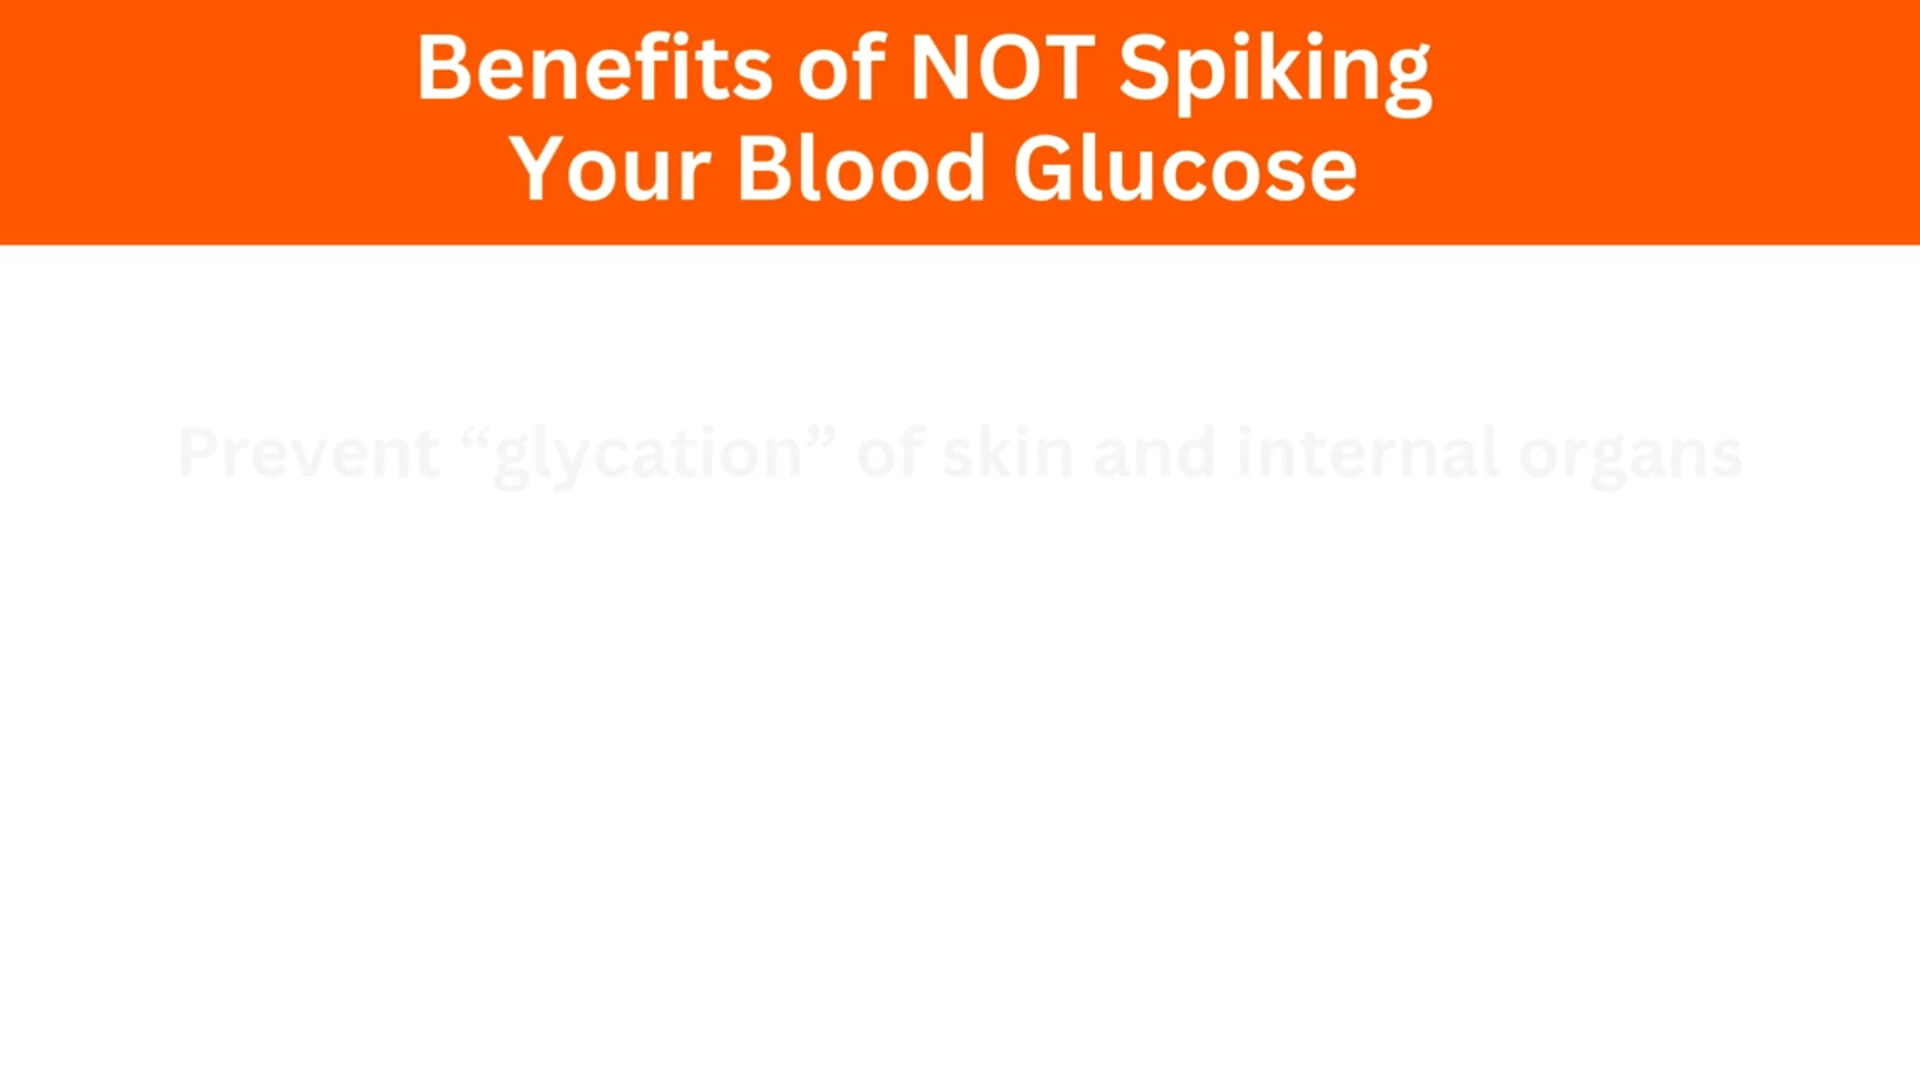 Benefits of NOT Spiking
Your Blood Glucose
Prevent “glycation” of skin and internal organs